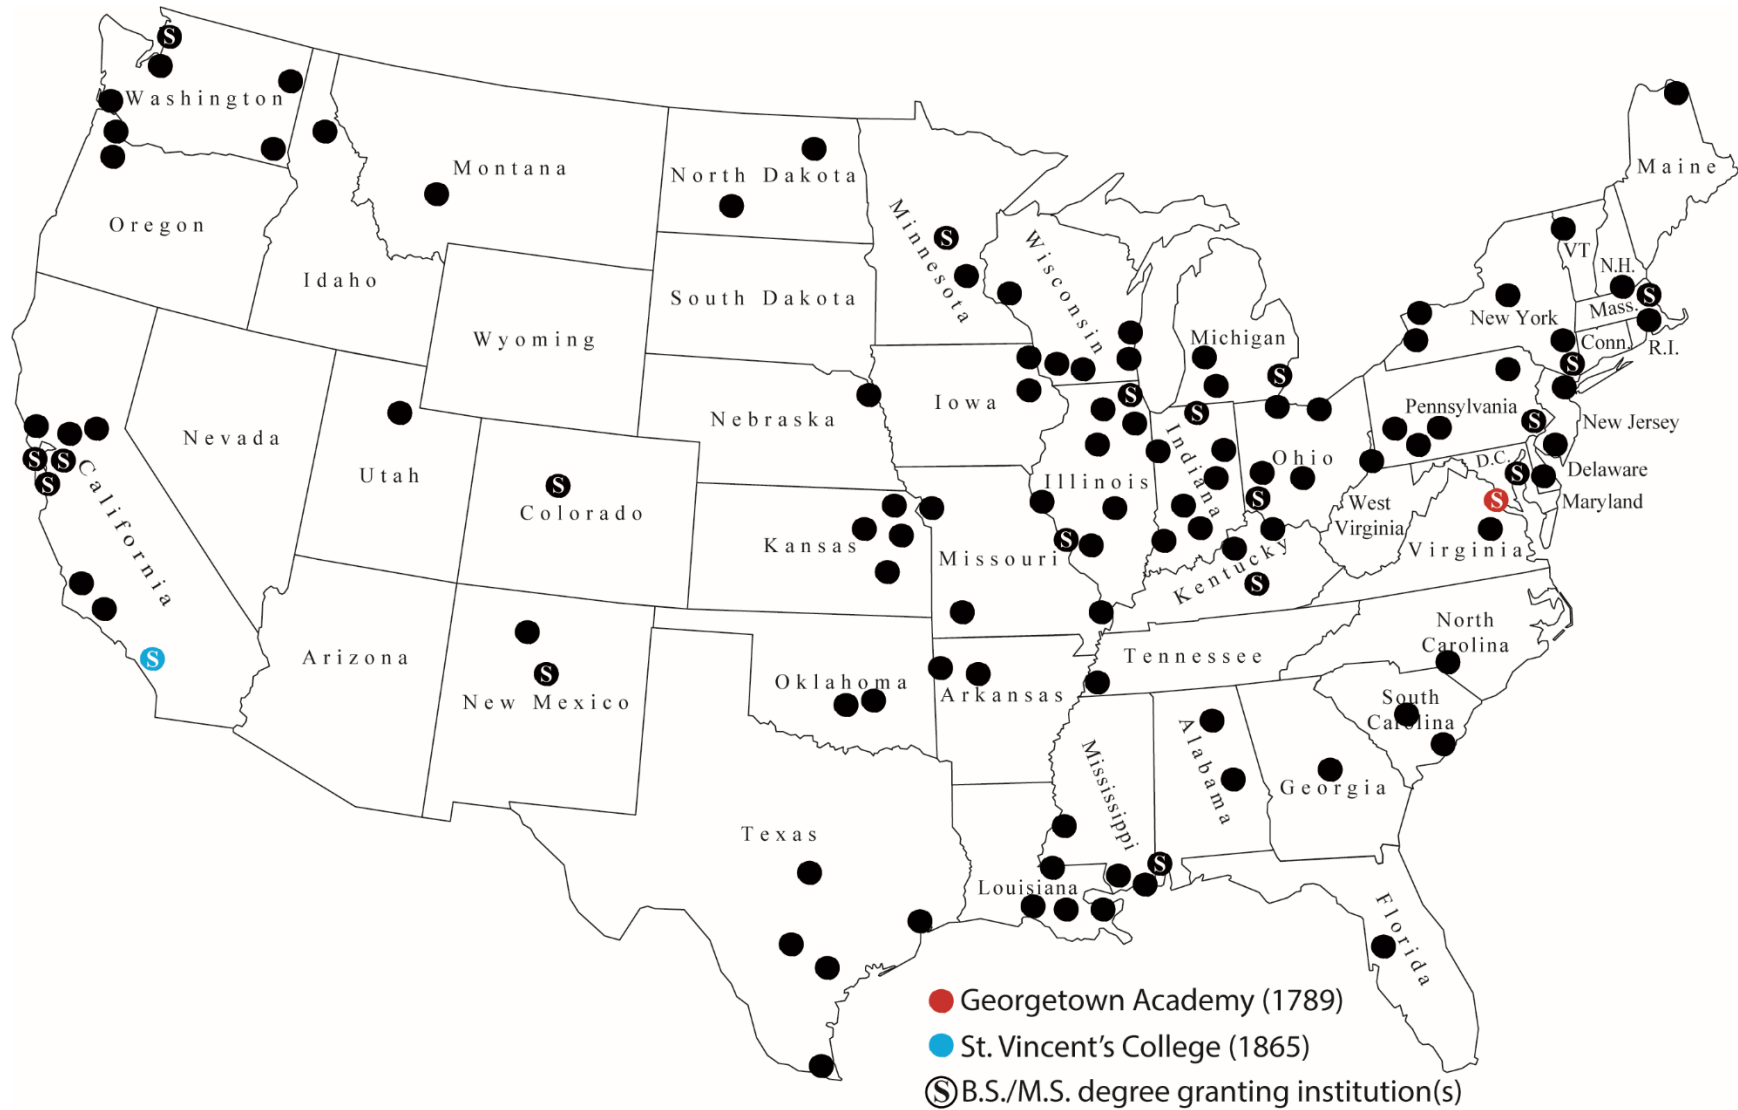 S
Washington
Montana
North Dakota
Minnesota
Wisconsin
Maine
VT
N.H.
Oregon
Idaho
S
South Dakota
S
Mass.
New York
Wyoming
Michigan
Conn.
R.I.
S
S
Nebraska
Iowa
S
S
Pennsylvania
S
New Jersey
Nevada
Indiana
Ohio
D.C.
S
S
California
Utah
S
Colorado
Illinois
Delaware
S
S
S
West
Virginia
Maryland
S
Kansas
Missouri
S
Virginia
Kentucky
S
North
Carolina
S
Arizona
S
New Mexico
Oklahoma
Arkansas
Tennessee
South
Carolina
Mississippi
Alabama
Georgia
Texas
S
Louisiana
Florida
Georgetown Academy (1789)
St. Vincent's College (1865)
S B.S./M.S. degree granting institution(s)